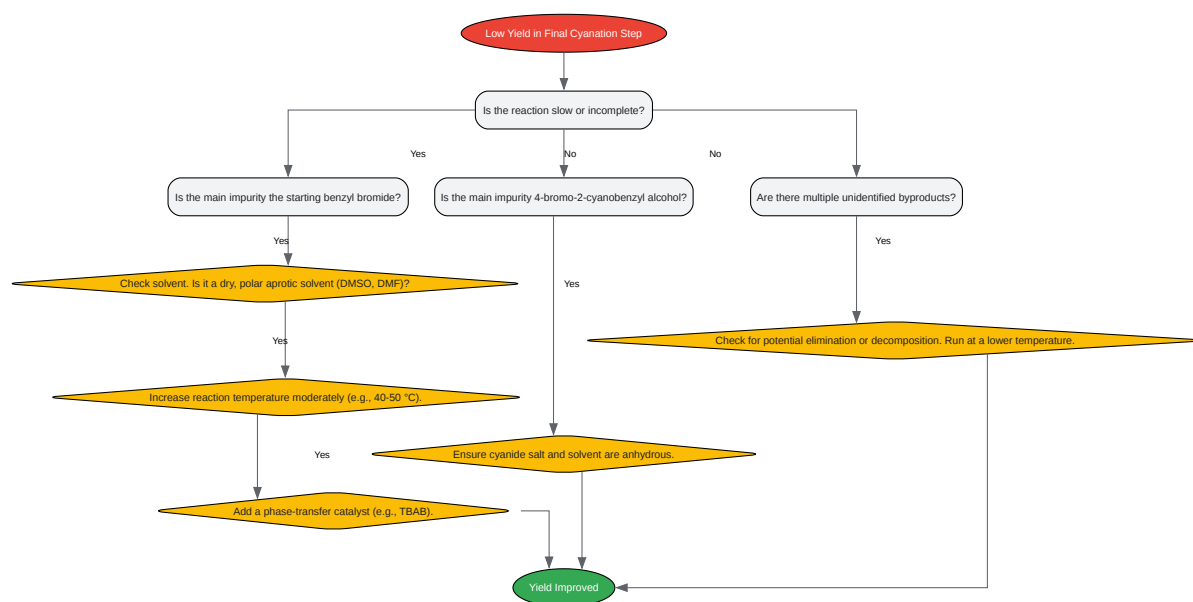 Low Yield in Final Cyanation Step
Is the reaction slow or incomplete?
Yes
No
No
Is the main impurity the starting benzyl bromide?
Is the main impurity 4-bromo-2-cyanobenzyl alcohol?
Are there multiple unidentified byproducts?
Yes
Yes
Check solvent. Is it a dry, polar aprotic solvent (DMSO, DMF)?
Yes
Yes
Check for potential elimination or decomposition. Run at a lower temperature.
Increase reaction temperature moderately (e.g., 40-50 °C).
Yes
Ensure cyanide salt and solvent are anhydrous.
Add a phase-transfer catalyst (e.g., TBAB).
Yield Improved